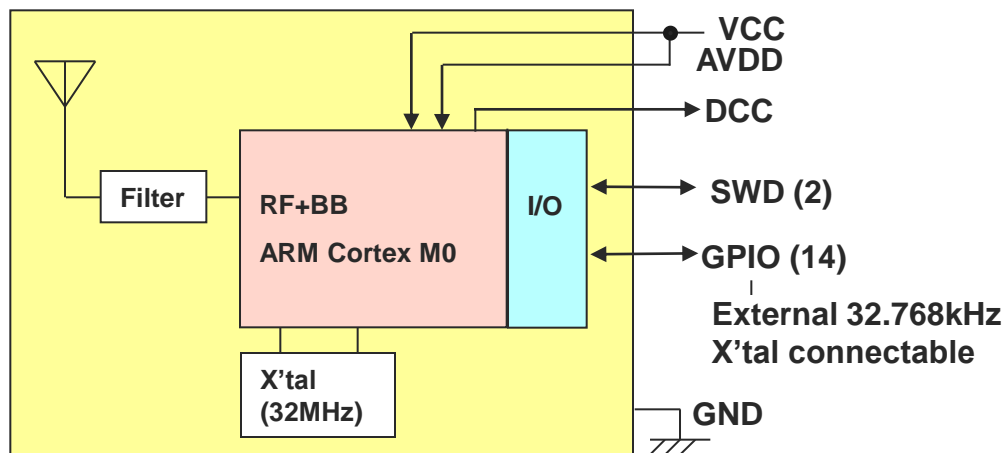 VCC
AVDD
DCC
Filter
RF+BB
ARM Cortex M0
I/O
SWD (2)
GPIO (14)
External 32.768kHz
X'tal connectable
X'tal
(32MHz)
GND